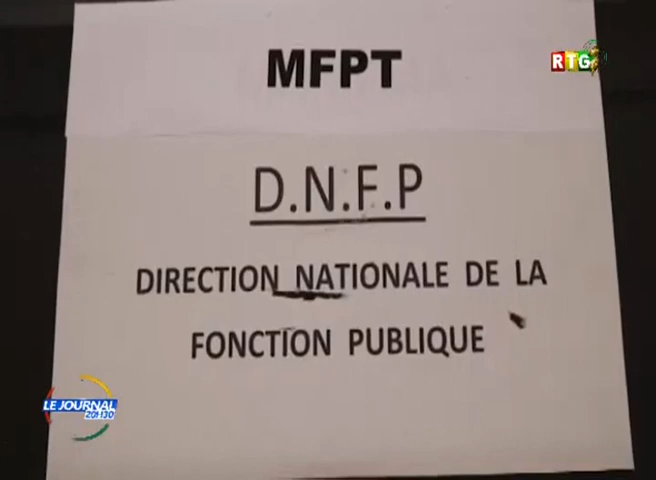 MFPT
RTG
D.N.F.P
DIRECTION NATIONALE DE LA
FONCTION PUBLIQUE
LE JOURNAL
20H30